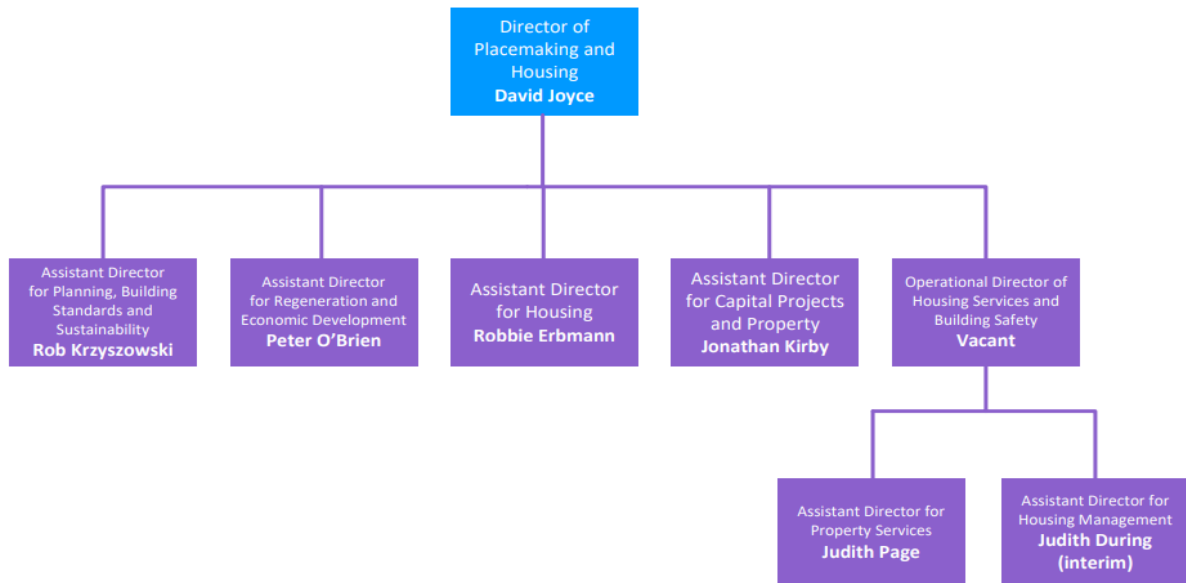 Director of
Placemaking and
Housing
David Joyce
Assistant Director
for Planning, Building
Standards and
Sustainability
Rob Krzyszowski
Assistant Director
for Regeneration and
Economic Development
Peter O’Brien
Assistant Director
for Housing
Robbie Erbmann
Assistant Director
for Capital Projects
and Property
Jonathan Kirby
Operational Director of
Housing Services and
Building Safety
Vacant
Assistant Director for
Property Services
Judith Page
Assistant Director for
Housing Management
Judith During
(interim)